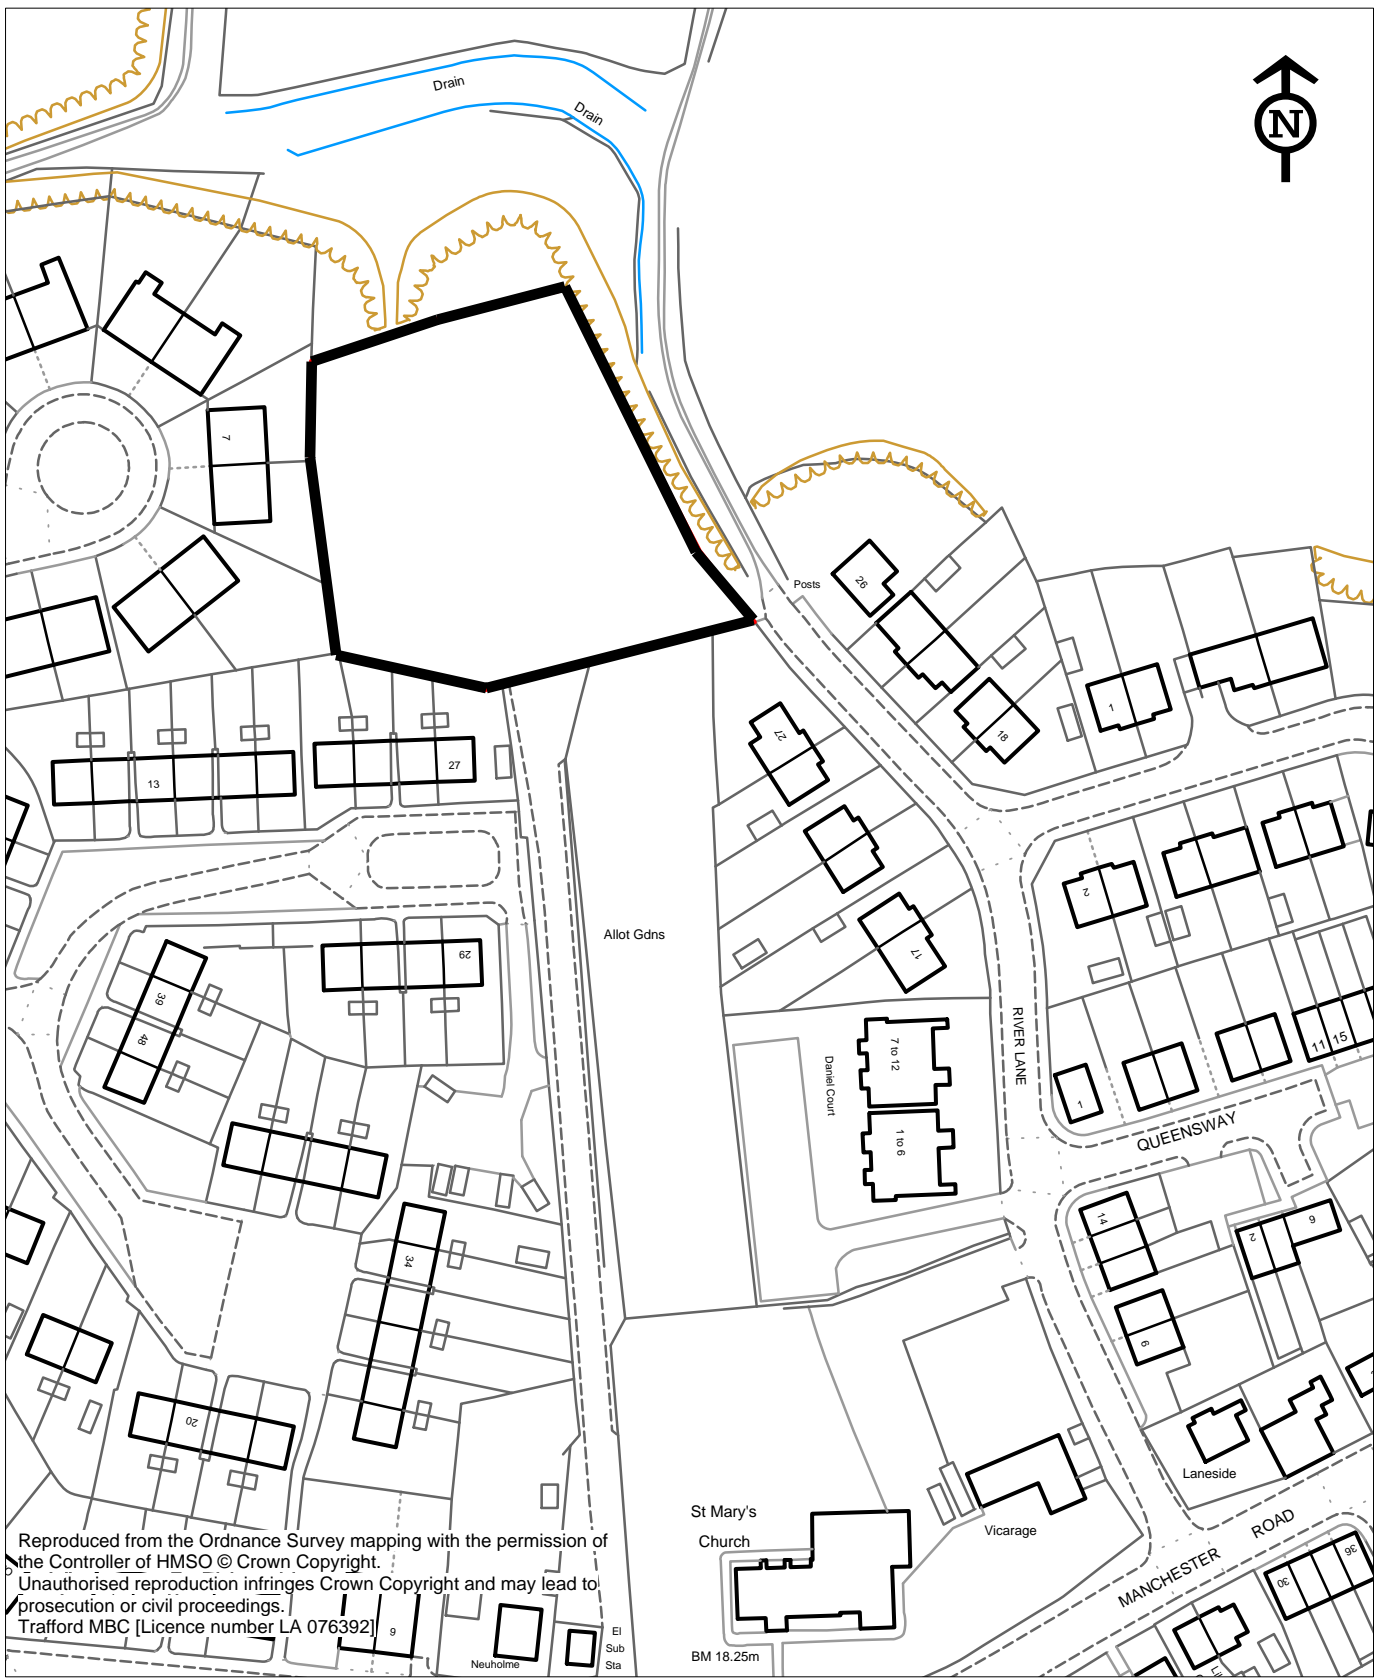 Drain
Drain
N
7
Posts
26
1
18
27
13
27
2
Allot Gdns
29
17
39
48
RIVER LANE
7 to 12
Daniel Court
1 to 6
11
15
1
QUEENSWAY
14
2
6
34
6
20
Laneside
St Mary's
Church
Vicarage
MANCHESTER ROAD
36
30
Reproduced from the Ordnance Survey mapping with the permission of
the Controller of HMSO © Crown Copyright.
Unauthorised reproduction infringes Crown Copyright and may lead to
prosecution or civil proceedings.
Trafford MBC [Licence number LA 076392]
9
Neuholme
El
Sub
Sta
BM 18.25m